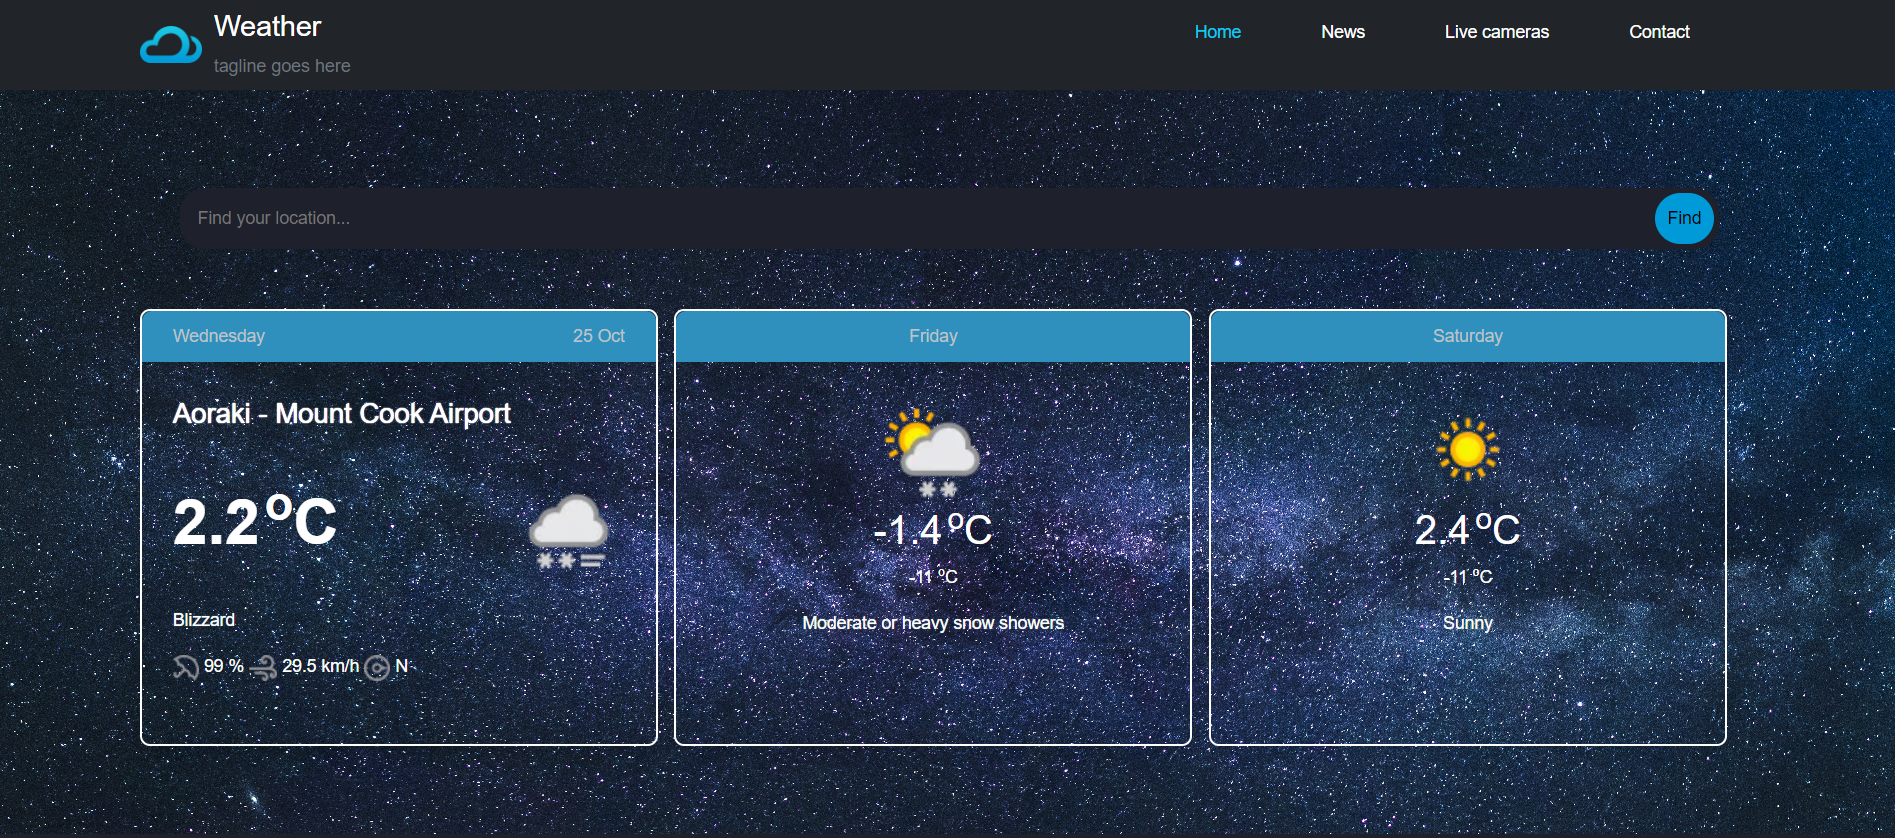 Weather
tagline goes here
Home News Live cameras Contact
Find your location...
Find
Wednesday 25 Oct
Aoraki - Mount Cook Airport
2.2°C
Blizzard
99 % 29.5 km/h N
Friday
-1.4°C
-11 °C
Moderate or heavy snow showers
Saturday
2.4°C
-11 °C
Sunny